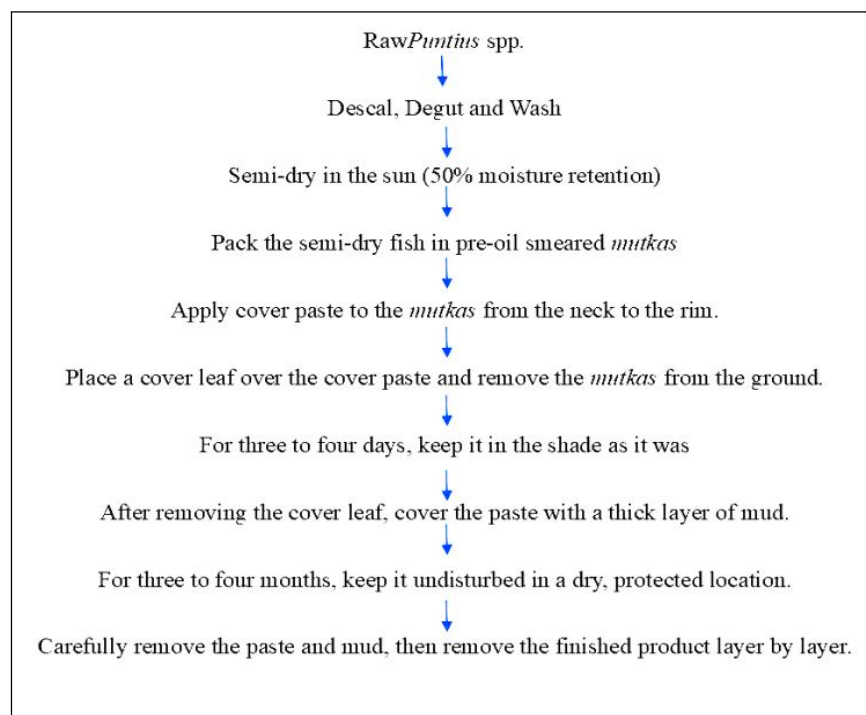 Raw Puntius spp.
Descal, Degut and Wash
Semi-dry in the sun (50% moisture retention)
Pack the semi-dry fish in pre-oil smeared mutkas
Apply cover paste to the mutkas from the neck to the rim.
Place a cover leaf over the cover paste and remove the mutkas from the ground.
For three to four days, keep it in the shade as it was
After removing the cover leaf, cover the paste with a thick layer of mud.
For three to four months, keep it undisturbed in a dry, protected location.
Carefully remove the paste and mud, then remove the finished product layer by layer.